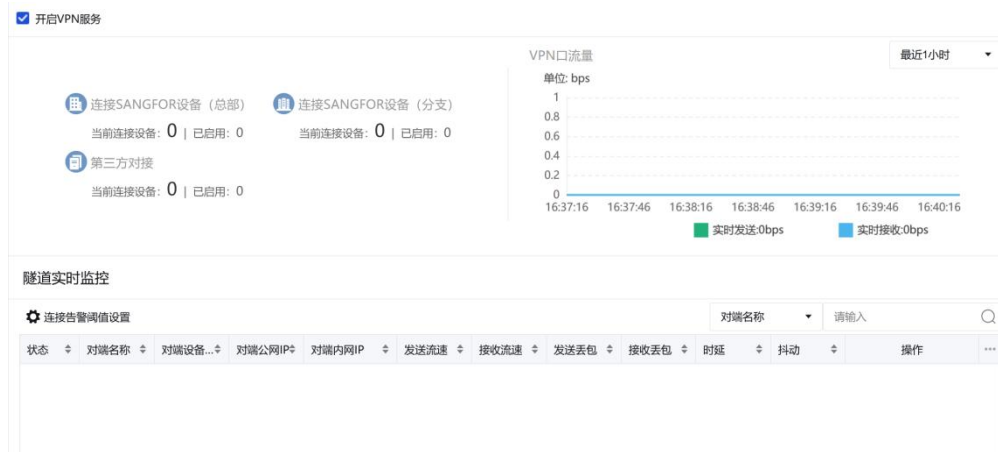 开启VPN服务
VPN口流量
最近1小时
单位: bps
连接SANGFOR设备（总部）
当前连接设备: 0 | 已启用: 0
连接SANGFOR设备（分支）
当前连接设备: 0 | 已启用: 0
第三方对接
当前连接设备: 0 | 已启用: 0
1
0.8
0.6
0.4
0.2
0
16:37:16 16:37:46 16:38:16 16:38:46 16:39:16 16:39:46 16:40:16
实时发送:0bps 实时接收:0bps
隧道实时监控
连接告警阈值设置 对端名称 请输入
状态 对端名称 对端设备... 对端公网IP 对端内网IP 发送流速 接收流速 发送丢包 接收丢包 时延 抖动 操作